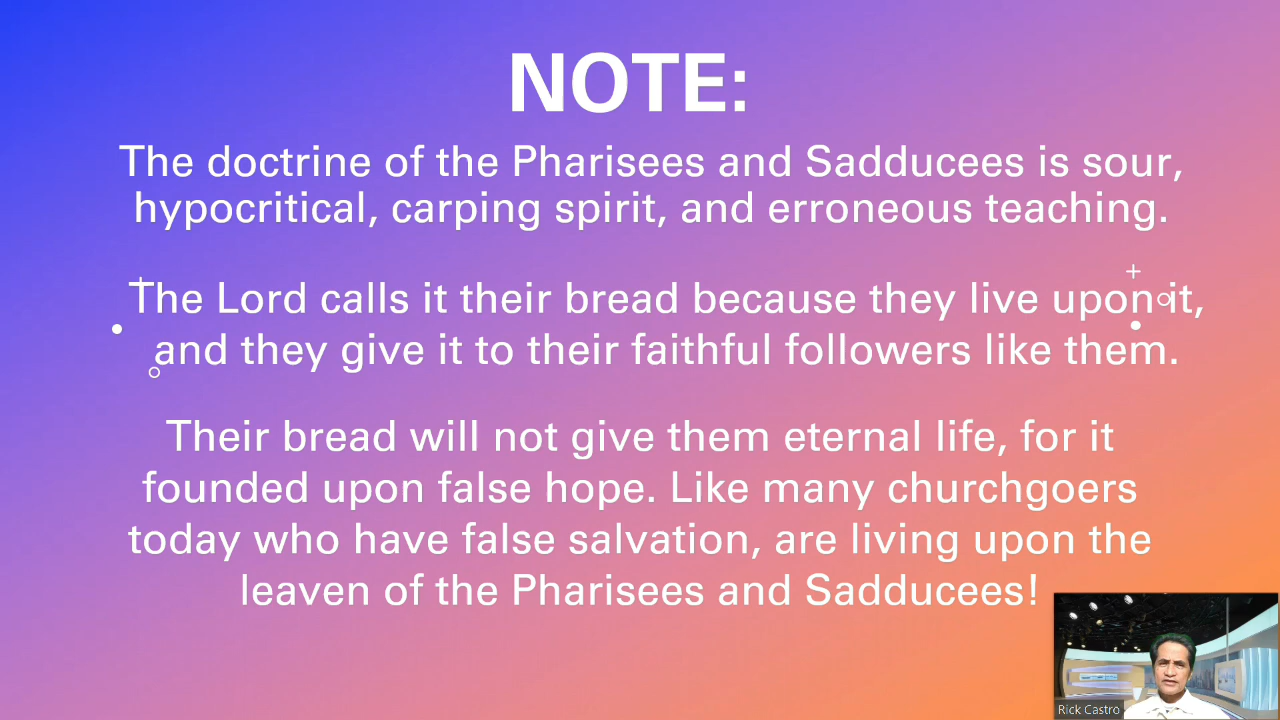 NOTE:
The doctrine of the Pharisees and Sadducees is sour,
hypocritical, carping spirit, and erroneous teaching.
The Lord calls it their bread because they live upon it,
and they give it to their faithful followers like them.
Their bread will not give them eternal life, for it
founded upon false hope. Like many churchgoers
today who have false salvation, are living upon the
leaven of the Pharisees and Sadducees!
Rick Castro